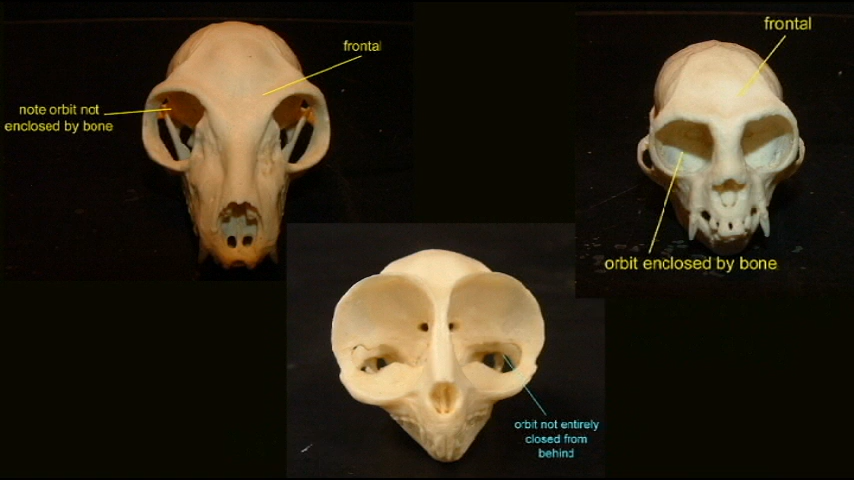 frontal
note orbit not
enclosed by bone
frontal
orbit enclosed by bone
orbit not entirely
closed from
behind